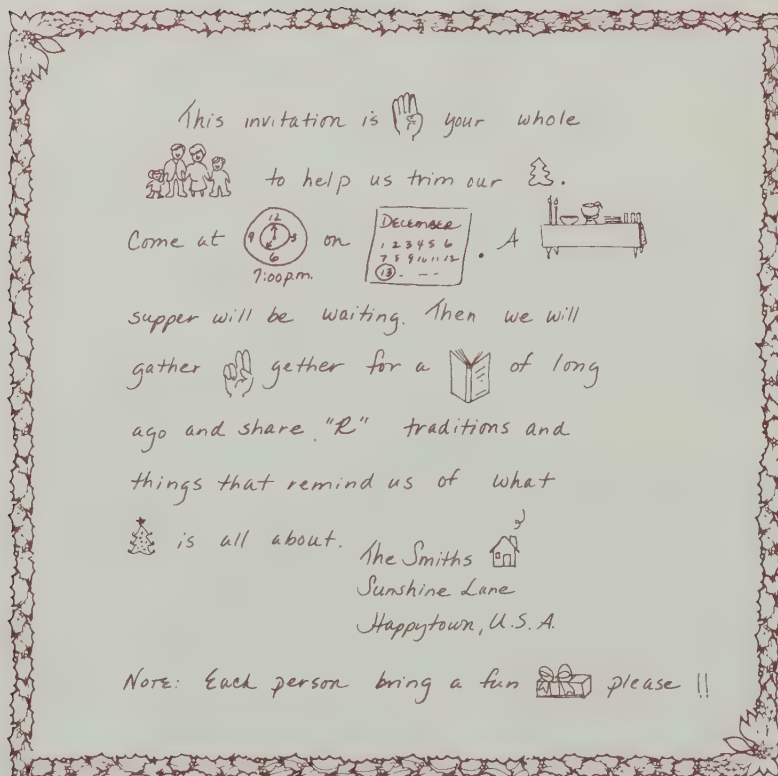 This invitation is your whole
to help us trim our .
Come at 12 3 6 9 on DECEMBER . A
1 2 3 4 5 6
7 8 9 10 11 12
13 . - --
7:00 p.m.
supper will be waiting. Then we will
gather gether for a of long
ago and share "R" traditions and
things that remind us of what
is all about.
The Smiths
Sunshine Lane
Happytown, U.S.A.
NOTE: Each person bring a fun please !!